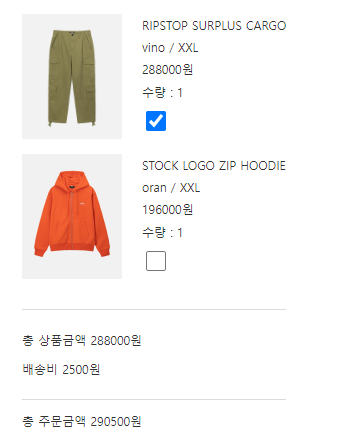 RIPSTOP SURPLUS CARGO
vino / XXL
288000원
수량 : 1
STOCK LOGO ZIP HOODIE
oran / XXL
196000원
수량 : 1
총 상품금액 288000원
배송비 2500원
총 주문금액 290500원